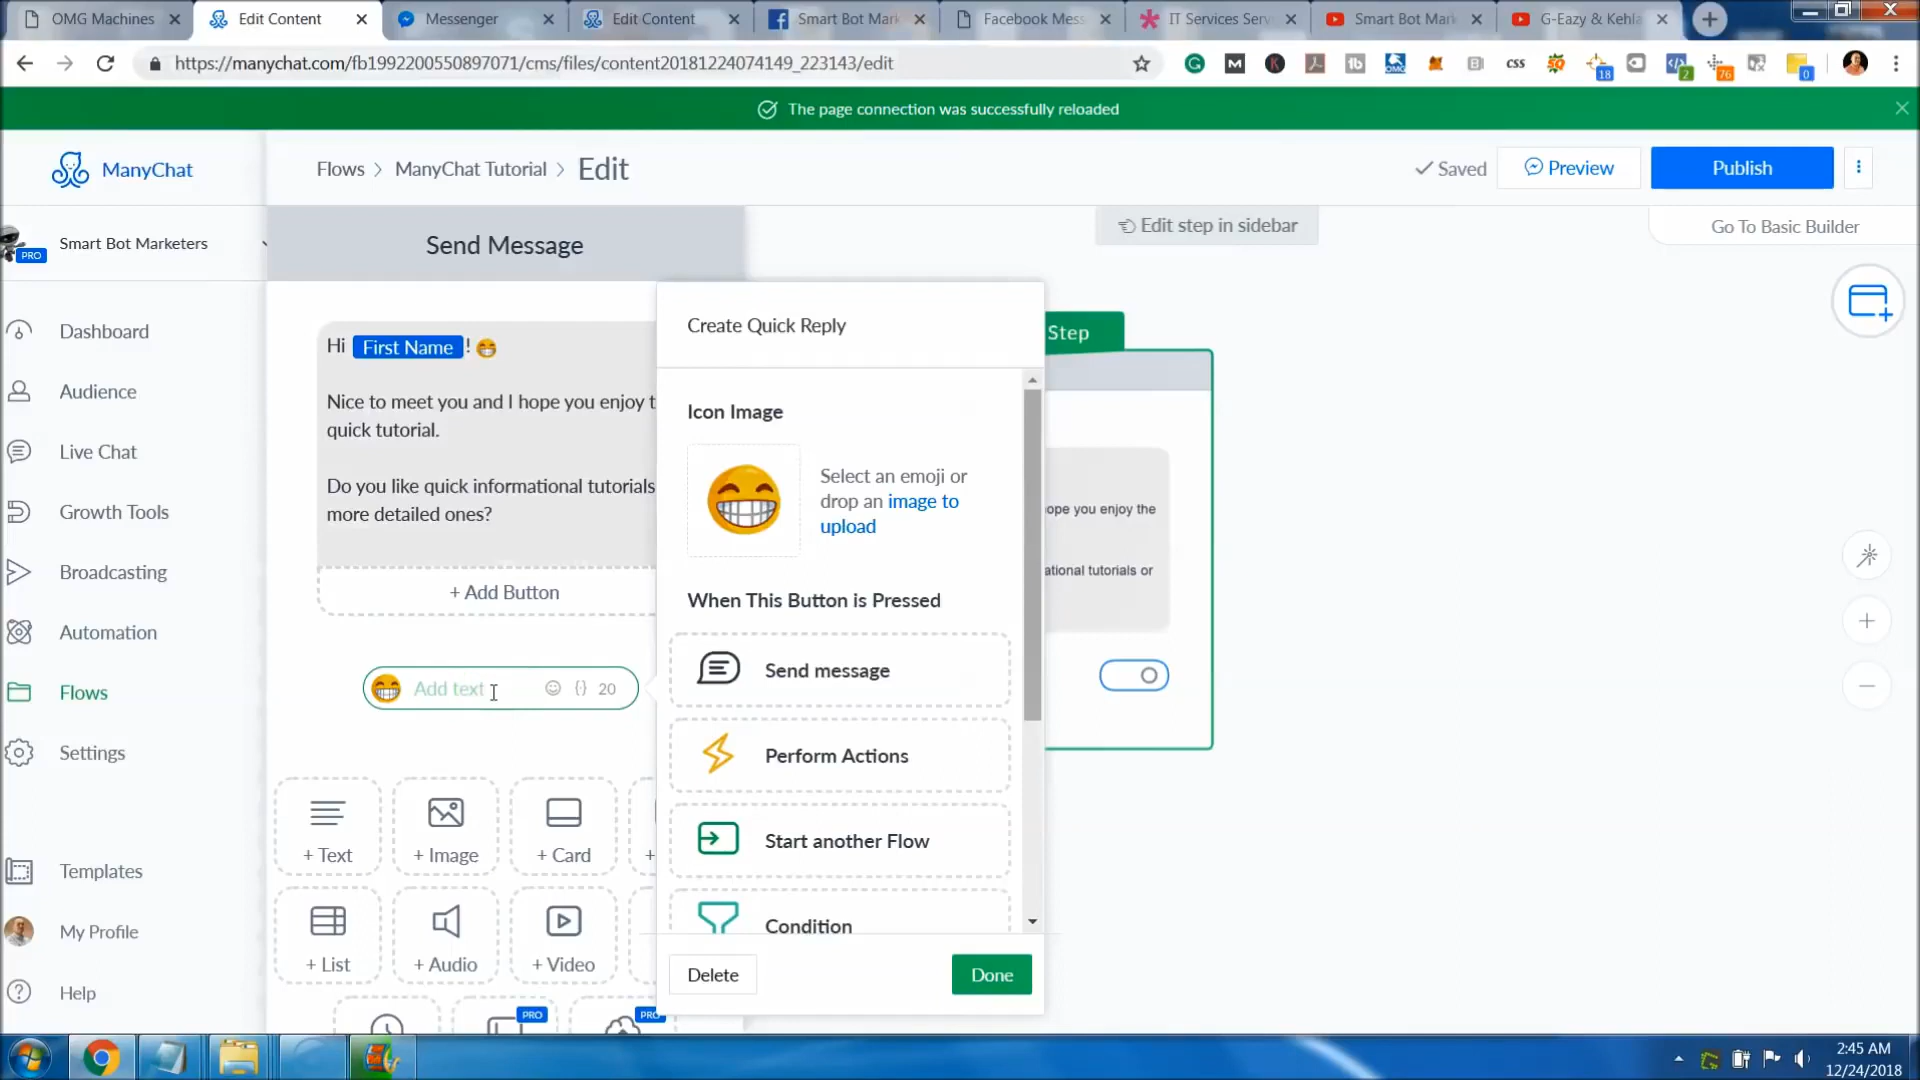 OMG Machines
Edit Content
Messenger
Edit Content
Smart Bot Mark
Facebook Mess
IT Services Serv
Smart Bot Mark
G-Eazy & Kehla
https://manychat.com/fb1992200550897071/cms/files/content20181224074149_223143/edit
css
18
2
76
0
The page connection was successfully reloaded
ManyChat
Flows > ManyChat Tutorial > Edit
Saved
Preview
Publish
Smart Bot Marketers
PRO
Send Message
Edit step in sidebar
Go To Basic Builder
Dashboard
Audience
Live Chat
Growth Tools
Broadcasting
Automation
Flows
Settings
Templates
My Profile
Help
Hi First Name !
Nice to meet you and I hope you enjoy t
quick tutorial.
Do you like quick informational tutorials
more detailed ones?
+ Add Button
Add text
{} 20
+ Text
+ Image
+ Card
+
+ List
+ Audio
+ Video
PRO
PRO
Create Quick Reply
Icon Image
Select an emoji or
drop an image to
upload
When This Button is Pressed
Send message
Perform Actions
Start another Flow
Condition
Delete
Done
Step
ope you enjoy the
ational tutorials or
2:45 AM
12/24/2018